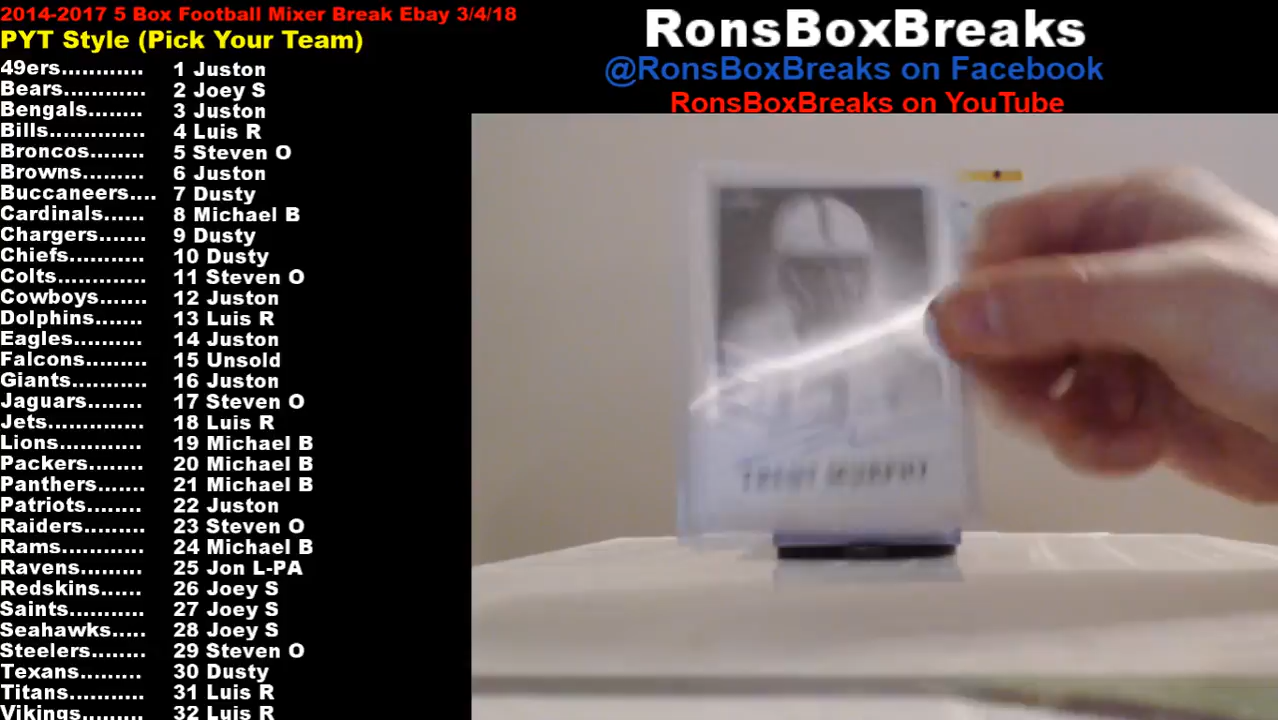 2014-2017 5 Box Football Mixer Break Ebay 3/4/18
PYT Style (Pick Your Team)
49ers............ 1 Juston
Bears............ 2 Joey S
Bengals........ 3 Juston
Bills.............. 4 Luis R
Broncos........ 5 Steven O
Browns......... 6 Juston
Buccaneers.... 7 Dusty
Cardinals...... 8 Michael B
Chargers....... 9 Dusty
Chiefs........... 10 Dusty
Colts............. 11 Steven O
Cowboys....... 12 Juston
Dolphins....... 13 Luis R
Eagles.......... 14 Juston
Falcons......... 15 Unsold
Giants........... 16 Juston
Jaguars........ 17 Steven O
Jets.............. 18 Luis R
Lions............ 19 Michael B
Packers........ 20 Michael B
Panthers....... 21 Michael B
Patriots........ 22 Juston
Raiders......... 23 Steven O
Rams............ 24 Michael B
Ravens......... 25 Jon L-PA
Redskins...... 26 Joey S
Saints........... 27 Joey S
Seahawks..... 28 Joey S
Steelers........ 29 Steven O
Texans......... 30 Dusty
Titans........... 31 Luis R
Vikings......... 32 Luis R
RonsBoxBreaks
@RonsBoxBreaks on Facebook
RonsBoxBreaks on YouTube
TRENT MURPHY